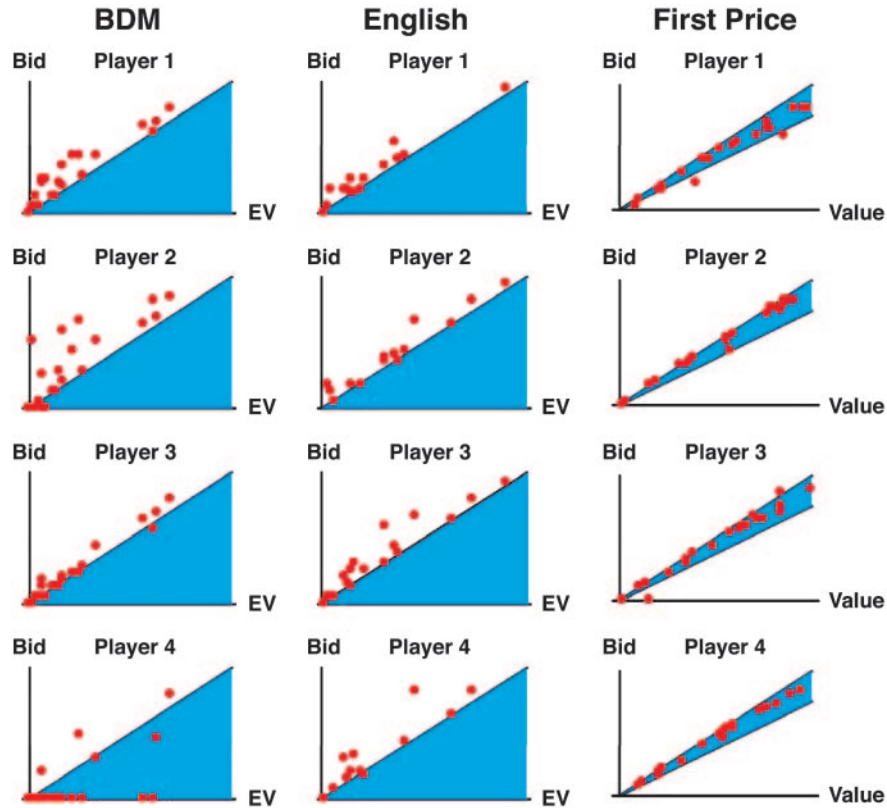 BDM English First Price
Bid Player 1 Bid Player 1 Bid Player 1
EV EV Value
Bid Player 2 Bid Player 2 Bid Player 2
EV EV Value
Bid Player 3 Bid Player 3 Bid Player 3
EV EV Value
Bid Player 4 Bid Player 4 Bid Player 4
EV EV Value